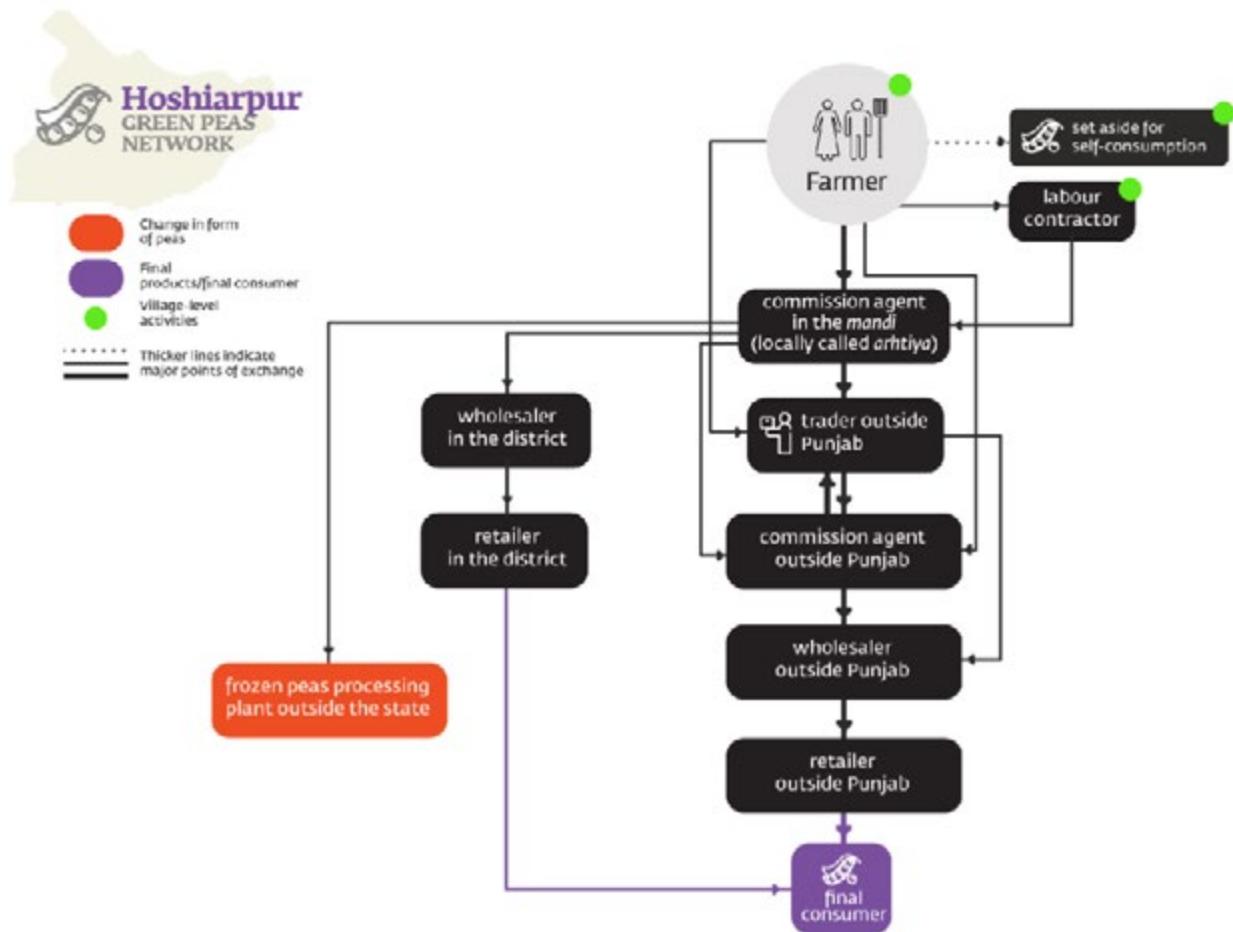 Hoshiarpur
GREEN PEAS
NETWORK
Change in form
of peas
Final
products/final consumer
Village-level
activities
Thicker lines indicate
major points of exchange
Farmer
set aside for
self-consumption
labour
contractor
commission agent
in the mandi
(locally called arhtiya)
wholesaler
in the district
trader outside
Punjab
retailer
in the district
commission agent
outside Punjab
wholesaler
outside Punjab
frozen peas processing
plant outside the state
retailer
outside Punjab
final
consumer